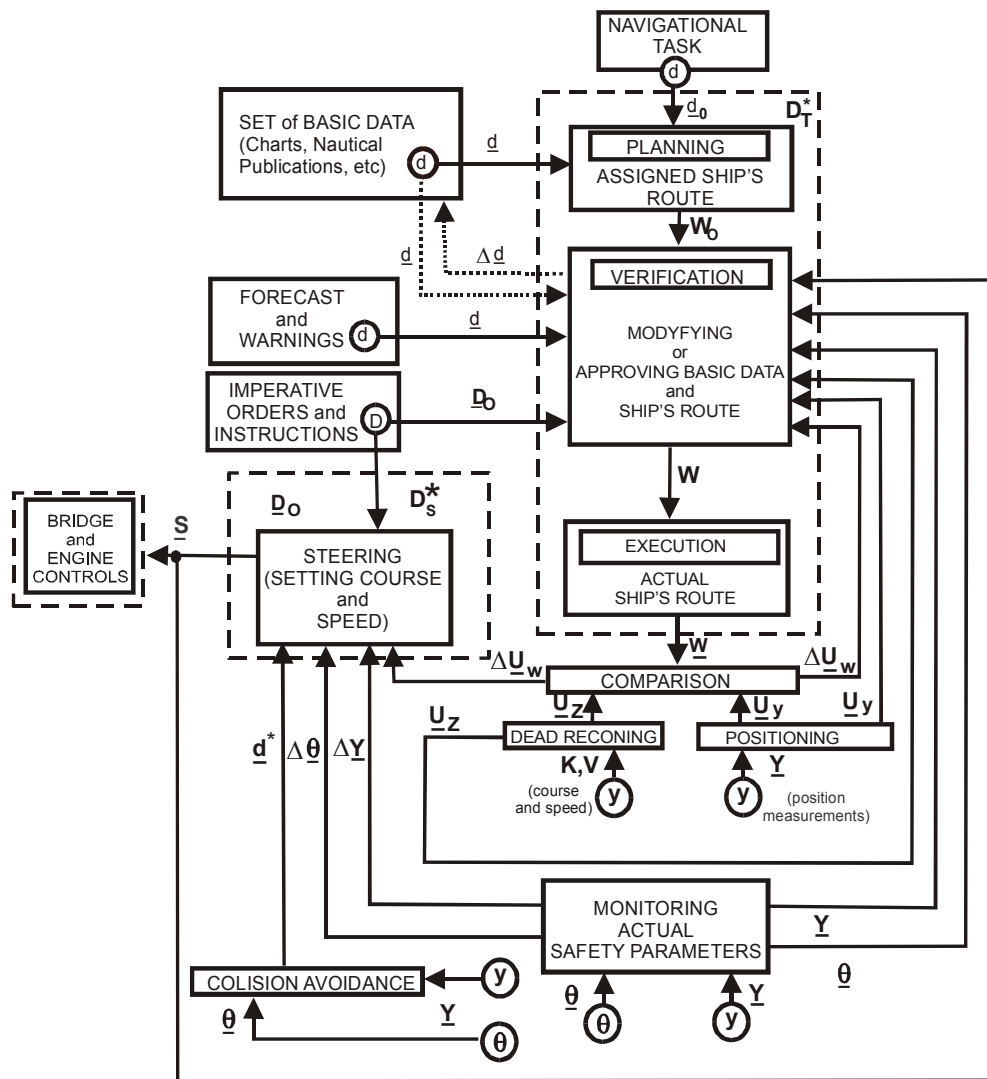 NAVIGATIONAL
TASK
d
d₀
D*T
SET of BASIC DATA
(Charts, Nautical
Publications, etc)
d
d
PLANNING
ASSIGNED SHIP'S
ROUTE
W₀
d
Δd
VERIFICATION
MODYFYING
or
APPROVING BASIC DATA
and
SHIP'S ROUTE
FORECAST
and
WARNINGS
d
d
IMPERATIVE
ORDERS and
INSTRUCTIONS
D
D₀
W
D₀
D*s
BRIDGE
and
ENGINE
CONTROLS
S
STEERING
(SETTING COURSE
and
SPEED)
EXECUTION
ACTUAL
SHIP'S ROUTE
w
ΔUw
COMPARISON
ΔUw
UZ
UZ
Uy
Uy
DEAD RECONING
POSITIONING
d*
Δθ
ΔY
K,V
(course
and speed)
y
Y
y
(position
measurements)
MONITORING
ACTUAL
SAFETY PARAMETERS
Y
θ
COLISION AVOIDANCE
y
θ
Y
θ
θ
θ
Y
y